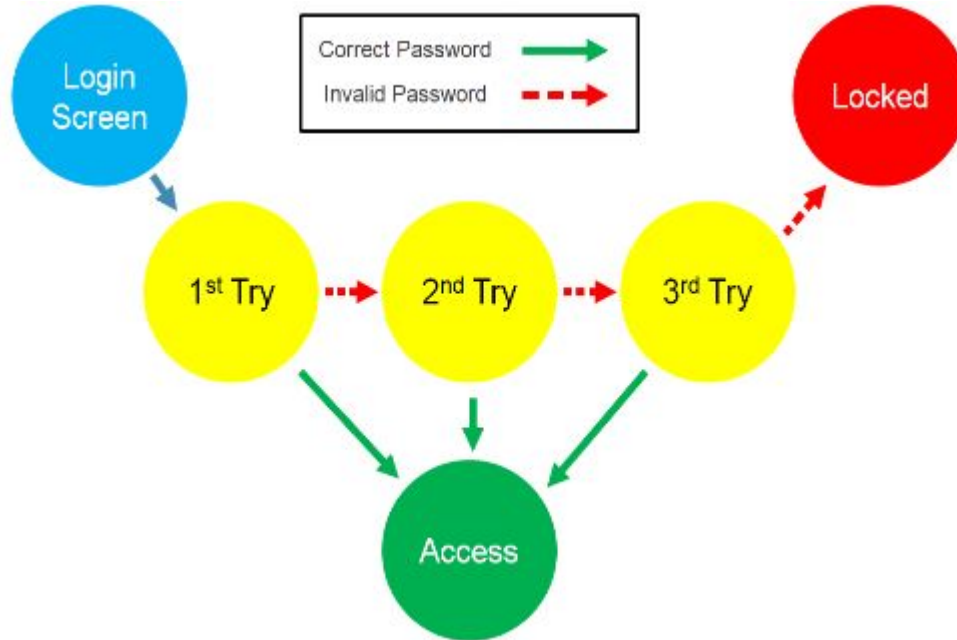 Login
Screen
Correct Password
Invalid Password
Locked
1st Try
2nd Try
3rd Try
Access